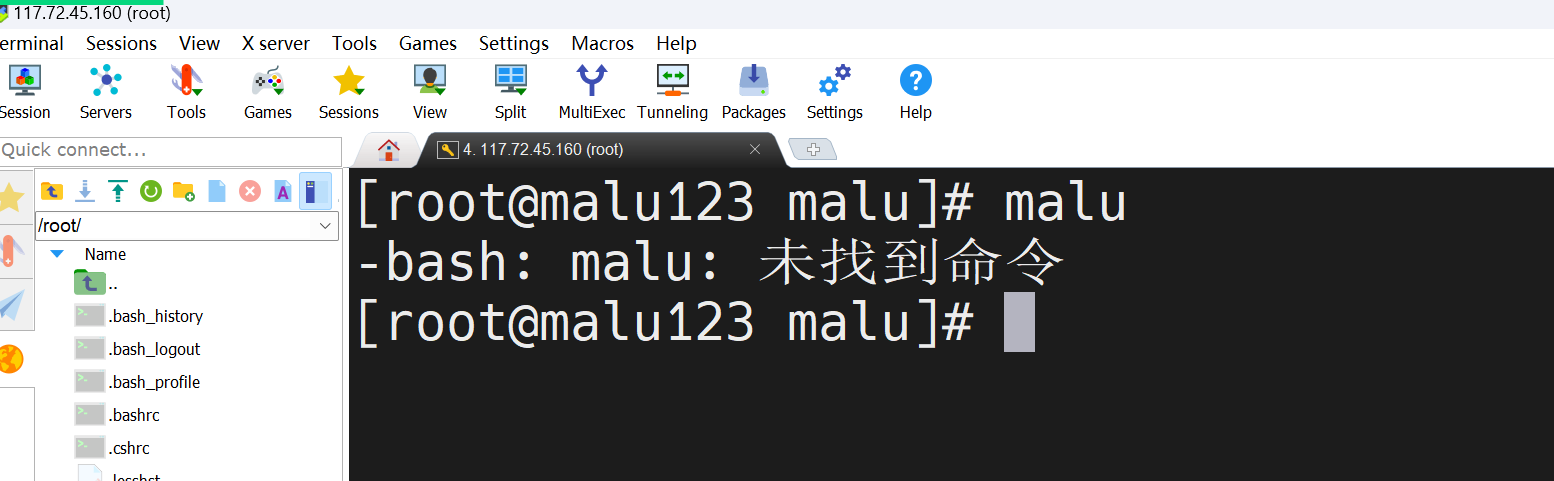 117.72.45.160 (root)
erminal Sessions View X server Tools Games Settings Macros Help
Session Servers Tools Games Sessions View Split MultiExec Tunneling Packages Settings Help
Quick connect...
4. 117.72.45.160 (root)
/root/
Name
..
.bash_history
.bash_logout
.bash_profile
.bashrc
.cshrc
.lesshst
[root@malu123 malu]# malu
-bash: malu: 未找到命令
[root@malu123 malu]#